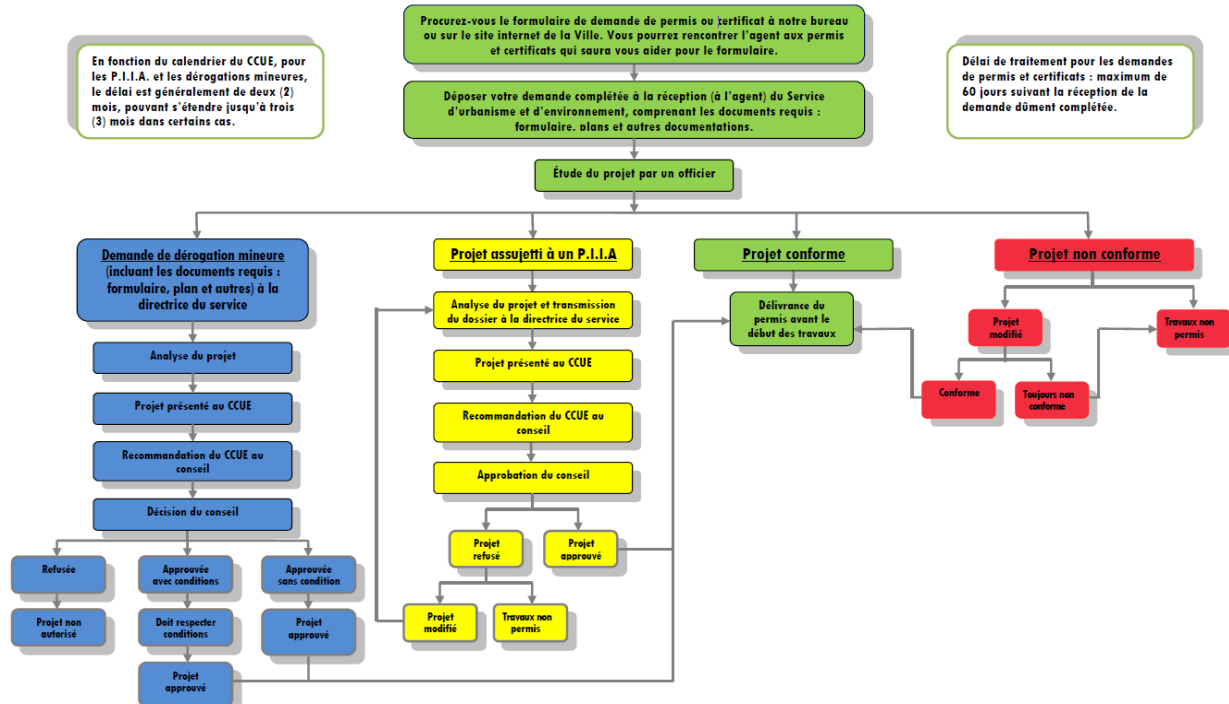 Procurez-vous le formulaire de demande de permis ou certificat à notre bureau
ou sur le site internet de la Ville. Vous pourrez rencontrer l'agent aux permis
et certificats qui saura vous aider pour le formulaire.
En fonction du calendrier du CCUE, pour
les P.I.I.A. et les dérogations mineures,
le délai est généralement de deux (2)
mois, pouvant s'étendre jusqu'à trois
(3) mois dans certains cas.
Délai de traitement pour les demandes
de permis et certificats : maximum de
60 jours suivant la réception de la
demande dûment complétée.
Déposer votre demande complétée à la réception (à l'agent) du Service
d'urbanisme et d'environnement, comprenant les documents requis :
formulaire, plans et autres documentations.
Étude du projet par un officier
Demande de dérogation mineure
(incluant les documents requis :
formulaire, plan et autres) à la
directrice du service
Analyse du projet
Projet présenté au CCUE
Recommandation du CCUE au
conseil
Décision du conseil
Refusée
Projet non
autorisé
Approuvée
avec conditions
Doit respecter
conditions
Projet
approuvé
Approuvée
sans condition
Projet
approuvé
Projet assujetti à un P.I.I.A
Analyse du projet et transmission
du dossier à la directrice du service
Projet présenté au CCUE
Recommandation du CCUE au
conseil
Approbation du conseil
Projet
refusé
Projet
approuvé
Projet
modifié
Travaux non
permis
Projet conforme
Délivrance du
permis avant le
début des travaux
Projet non conforme
Projet
modifié
Travaux non
permis
Conforme
Toujours non
conforme